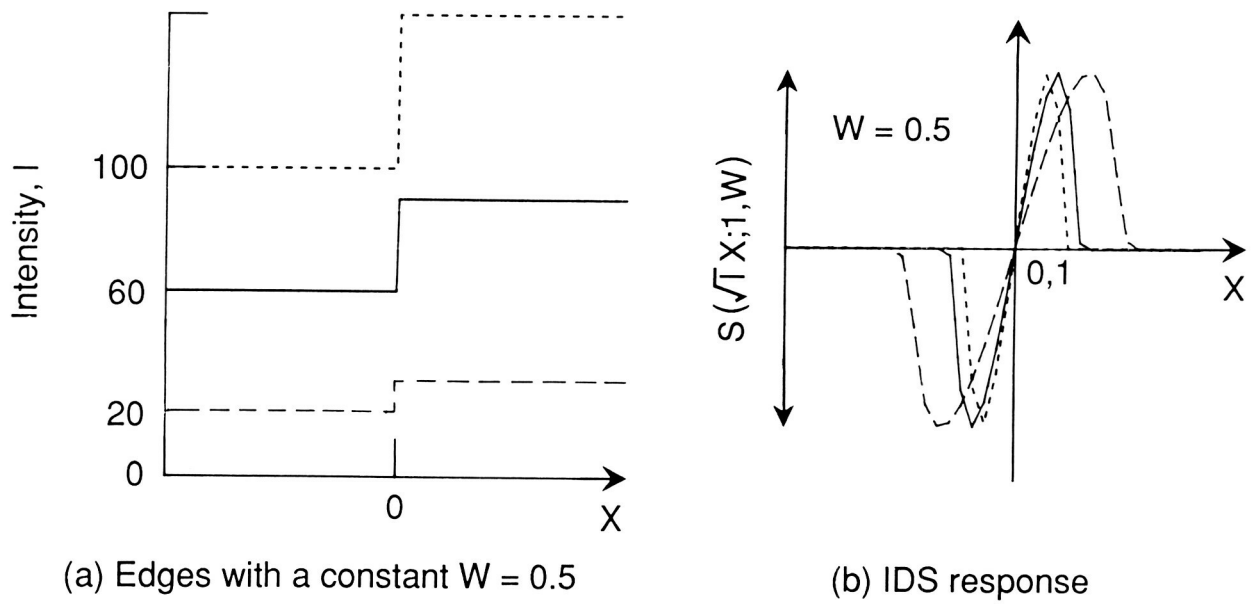 Intensity, I
100
60
20
0
0
X
(a) Edges with a constant W = 0.5
S (√I X;1,W)
W = 0.5
0,1
X
(b) IDS response